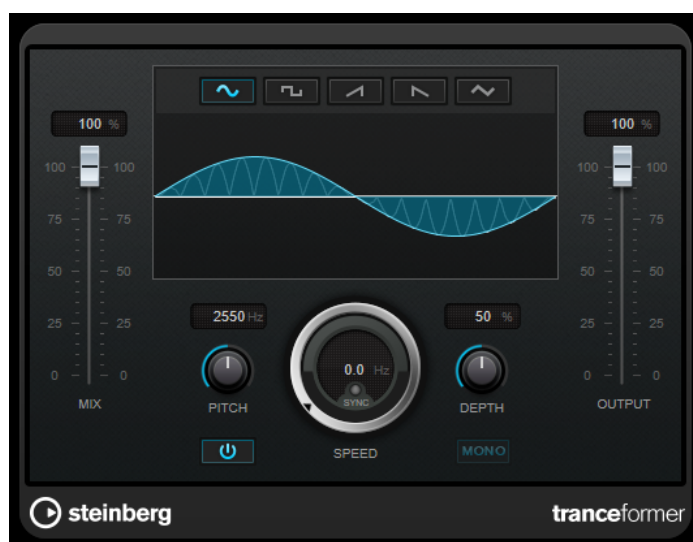 100 %
100 %
100 100
100 100
75 75
75 75
50 50
50 50
25 25
25 25
0 0
0 0
2550 Hz
50 %
0.0 Hz
SYNC
MIX
PITCH
DEPTH
OUTPUT
SPEED
MONO
steinberg
tranceformer